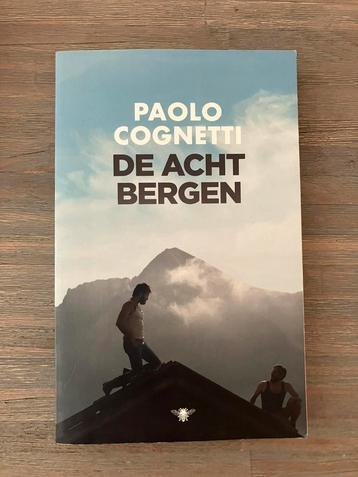 PAOLO
COGNETTI
DE ACHT
BERGEN